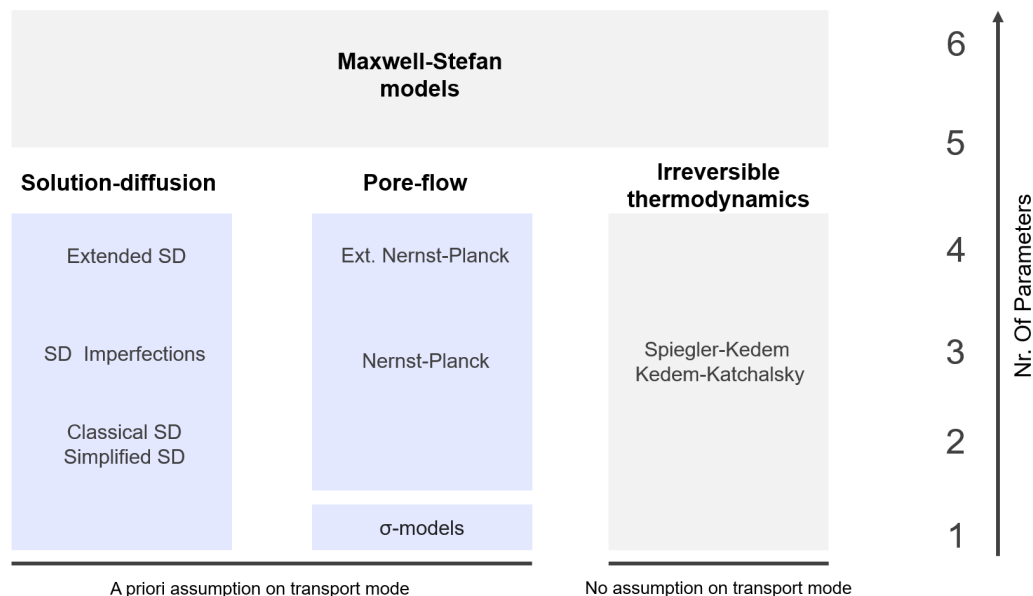 Maxwell-Stefan
models
Solution-diffusion
Pore-flow
Irreversible
thermodynamics
Extended SD
SD Imperfections
Classical SD
Simplified SD
Ext. Nernst-Planck
Nernst-Planck
σ-models
Spiegler-Kedem
Kedem-Katchalsky
A priori assumption on transport mode
No assumption on transport mode
6
5
4
3
2
1
Nr. Of Parameters